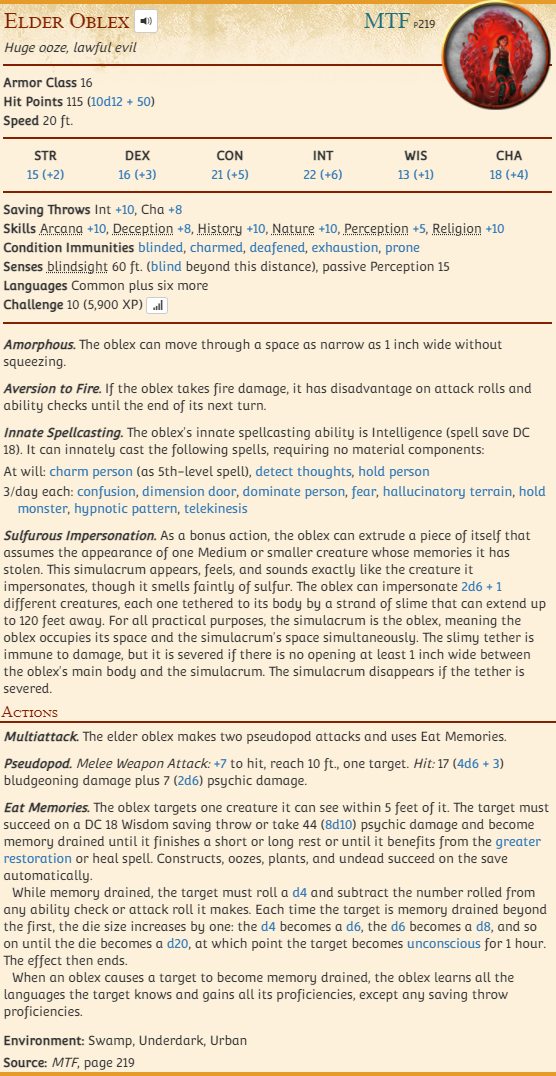 Elder Oblex MTF p219
Huge ooze, lawful evil
Armor Class 16
Hit Points 115 (10d12 + 50)
Speed 20 ft.
STR DEX CON INT WIS CHA
15 (+2) 16 (+3) 21 (+5) 22 (+6) 13 (+1) 18 (+4)
Saving Throws Int +10, Cha +8
Skills Arcana +10, Deception +8, History +10, Nature +10, Perception +5, Religion +10
Condition Immunities blinded, charmed, deafened, exhaustion, prone
Senses blindsight 60 ft. (blind beyond this distance), passive Perception 15
Languages Common plus six more
Challenge 10 (5,900 XP)
Amorphous. The oblex can move through a space as narrow as 1 inch wide without
squeezing.
Aversion to Fire. If the oblex takes fire damage, it has disadvantage on attack rolls and
ability checks until the end of its next turn.
Innate Spellcasting. The oblex's innate spellcasting ability is Intelligence (spell save DC
18). It can innately cast the following spells, requiring no material components:
At will: charm person (as 5th-level spell), detect thoughts, hold person
3/day each: confusion, dimension door, dominate person, fear, hallucinatory terrain, hold
monster, hypnotic pattern, telekinesis
Sulfurous Impersonation. As a bonus action, the oblex can extrude a piece of itself that
assumes the appearance of one Medium or smaller creature whose memories it has
stolen. This simulacrum appears, feels, and sounds exactly like the creature it
impersonates, though it smells faintly of sulfur. The oblex can impersonate 2d6 + 1
different creatures, each one tethered to its body by a strand of slime that can extend up
to 120 feet away. For all practical purposes, the simulacrum is the oblex, meaning the
oblex occupies its space and the simulacrum's space simultaneously. The slimy tether is
immune to damage, but it is severed if there is no opening at least 1 inch wide between
the oblex's main body and the simulacrum. The simulacrum disappears if the tether is
severed.
Actions
Multiattack. The elder oblex makes two pseudopod attacks and uses Eat Memories.
Pseudopod. Melee Weapon Attack: +7 to hit, reach 10 ft., one target. Hit: 17 (4d6 + 3)
bludgeoning damage plus 7 (2d6) psychic damage.
Eat Memories. The oblex targets one creature it can see within 5 feet of it. The target must
succeed on a DC 18 Wisdom saving throw or take 44 (8d10) psychic damage and become
memory drained until it finishes a short or long rest or until it benefits from the greater
restoration or heal spell. Constructs, oozes, plants, and undead succeed on the save
automatically.
While memory drained, the target must roll a d4 and subtract the number rolled from
any ability check or attack roll it makes. Each time the target is memory drained beyond
the first, the die size increases by one: the d4 becomes a d6, the d6 becomes a d8, and so
on until the die becomes a d20, at which point the target becomes unconscious for 1 hour.
The effect then ends.
When an oblex causes a target to become memory drained, the oblex learns all the
languages the target knows and gains all its proficiencies, except any saving throw
proficiencies.
Environment: Swamp, Underdark, Urban
Source: MTF, page 219